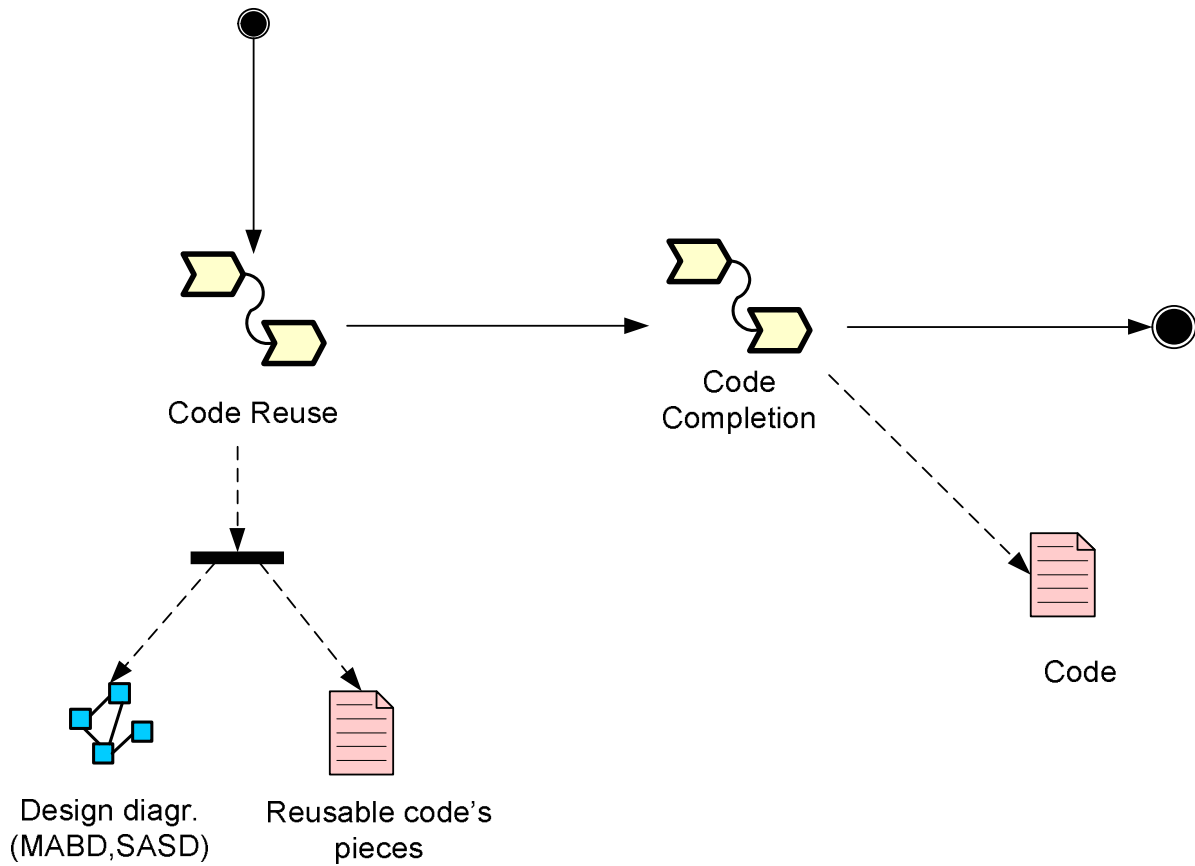 Code Reuse
Code
Completion
Code
Design diagr.
(MABD,SASD)
Reusable code's
pieces